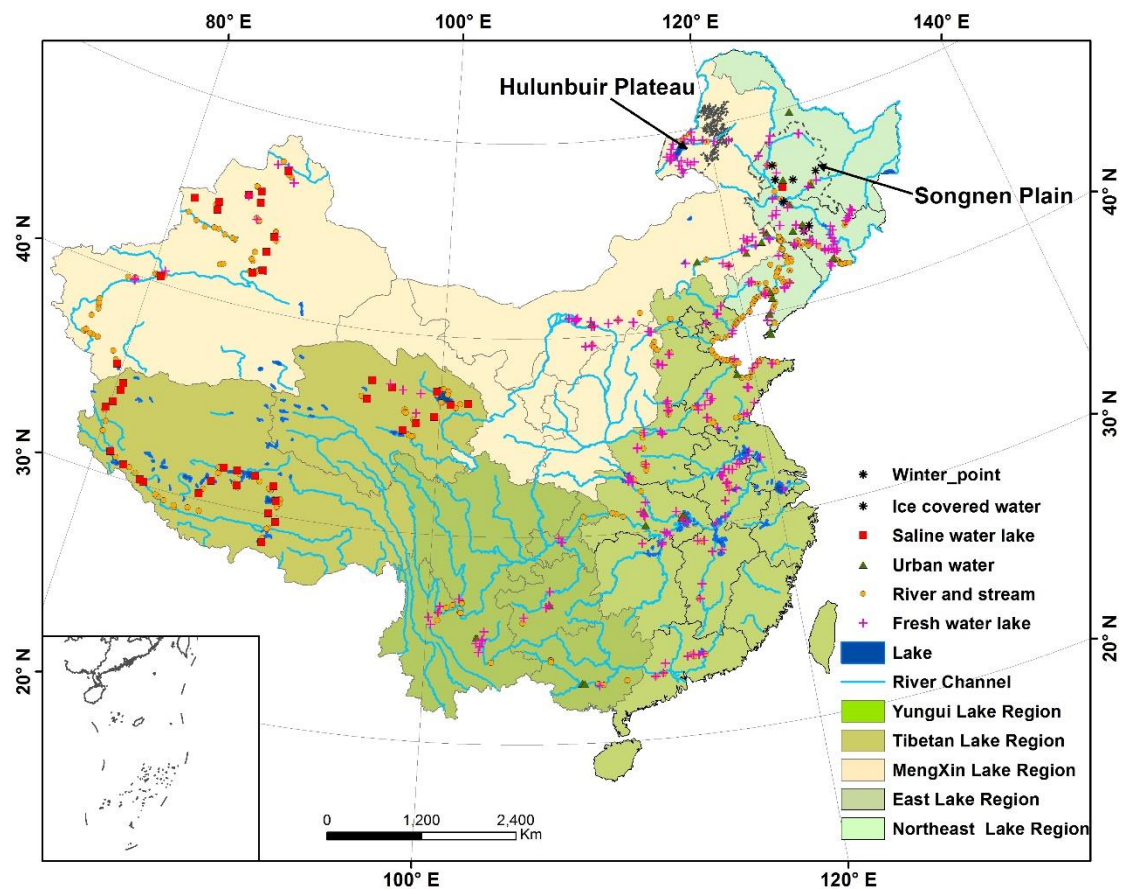 80° E
100° E
120° E
140° E
Hulunbuir Plateau
Songnen Plain
40° N
40° N
30° N
30° N
20° N
20° N
Winter_point
Ice covered water
Saline water lake
Urban water
River and stream
Fresh water lake
Lake
River Channel
Yungui Lake Region
Tibetan Lake Region
MengXin Lake Region
East Lake Region
Northeast Lake Region
0 1,200 2,400
Km
100° E
120° E